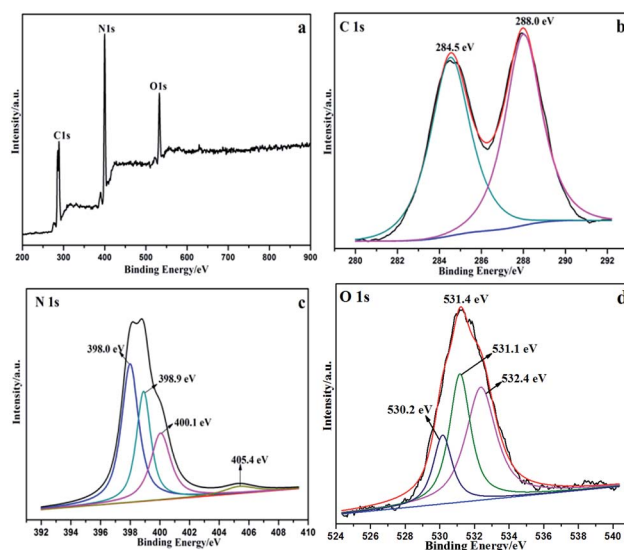 a
N1s
O1s
C1s
Intensity/a.u.
200 300 400 500 600 700 800 900
Binding Energy/eV
C 1s
288.0 eV
b
284.5 eV
Intensity/a.u.
280 282 284 286 288 290 292
Binding Energy/eV
N 1s
c
398.0 eV
398.9 eV
400.1 eV
405.4 eV
Intensity/a.u.
392 394 396 398 400 402 404 406 408 410
Binding Energy/eV
O 1s
531.4 eV
d
531.1 eV
532.4 eV
530.2 eV
Intensity/a.u.
524 526 528 530 532 534 536 538 540
Binding Energy/eV